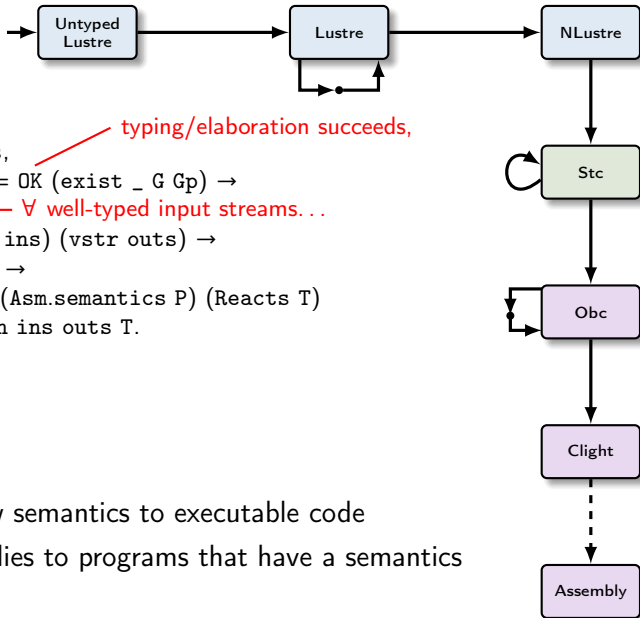 Untyped
Lustre
Lustre
NLustre
typing/elaboration succeeds,
= OK (exist _ G Gp) →
Stc
∀ well-typed input streams...
ins) (vstr outs) →
→
(Asm.semantics P) (Reacts T)
Obc
ins outs T.
Clight
semantics to executable code
to programs that have a semantics
Assembly